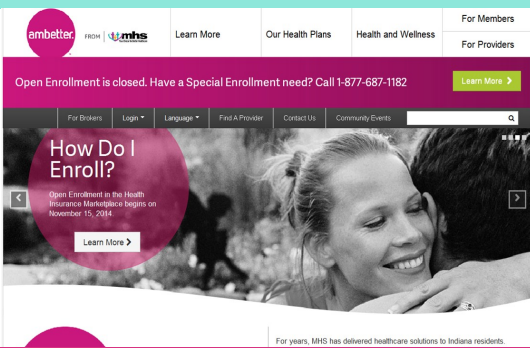 ambetter.
FROM
mhs
Learn More
Our Health Plans
Health and Wellness
For Members
For Providers
Open Enrollment is closed. Have a Special Enrollment need? Call 1-877-687-1182
Learn More
For Brokers
Login
Language
Find A Provider
Contact Us
Community Events
How Do I
Enroll?
Open Enrollment in the Health
Insurance Marketplace begins on
November 15, 2014.
Learn More
For years, MHS has delivered healthcare solutions to Indiana residents.